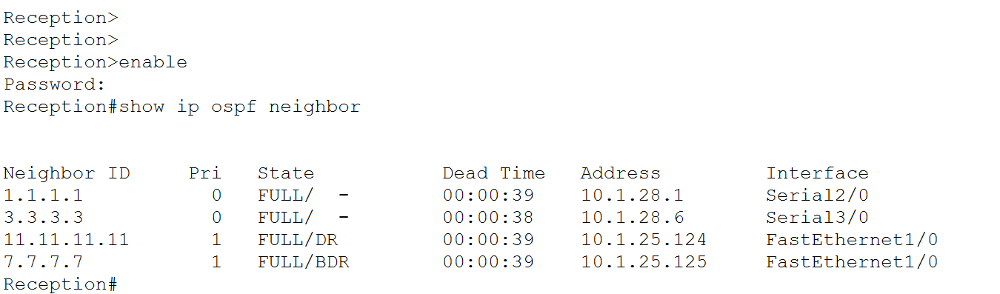 Reception>
Reception>
Reception>enable
Password:
Reception#show ip ospf neighbor
Neighbor ID     Pri   State           Dead Time   Address         Interface
1.1.1.1           0   FULL/  -        00:00:39    10.1.28.1       Serial2/0
3.3.3.3           0   FULL/  -        00:00:38    10.1.28.6       Serial3/0
11.11.11.11       1   FULL/DR         00:00:39    10.1.25.124     FastEthernet1/0
7.7.7.7           1   FULL/BDR        00:00:39    10.1.25.125     FastEthernet1/0
Reception#